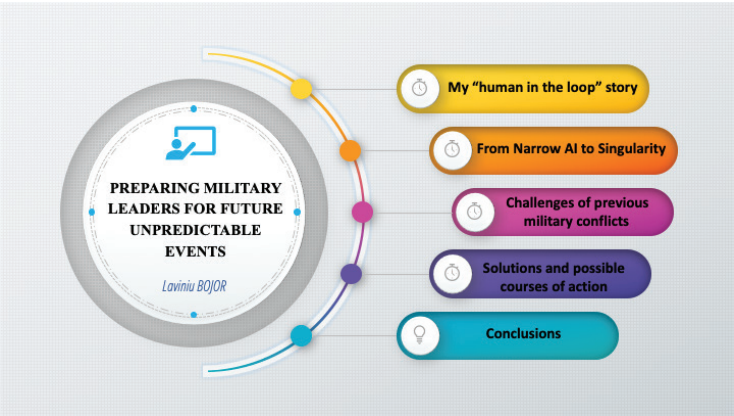 PREPARING MILITARY
LEADERS FOR FUTURE
UNPREDICTABLE
EVENTS
Laviniu BOJOR
My “human in the loop” story
From Narrow AI to Singularity
Challenges of previous
military conflicts
Solutions and possible
courses of action
Conclusions